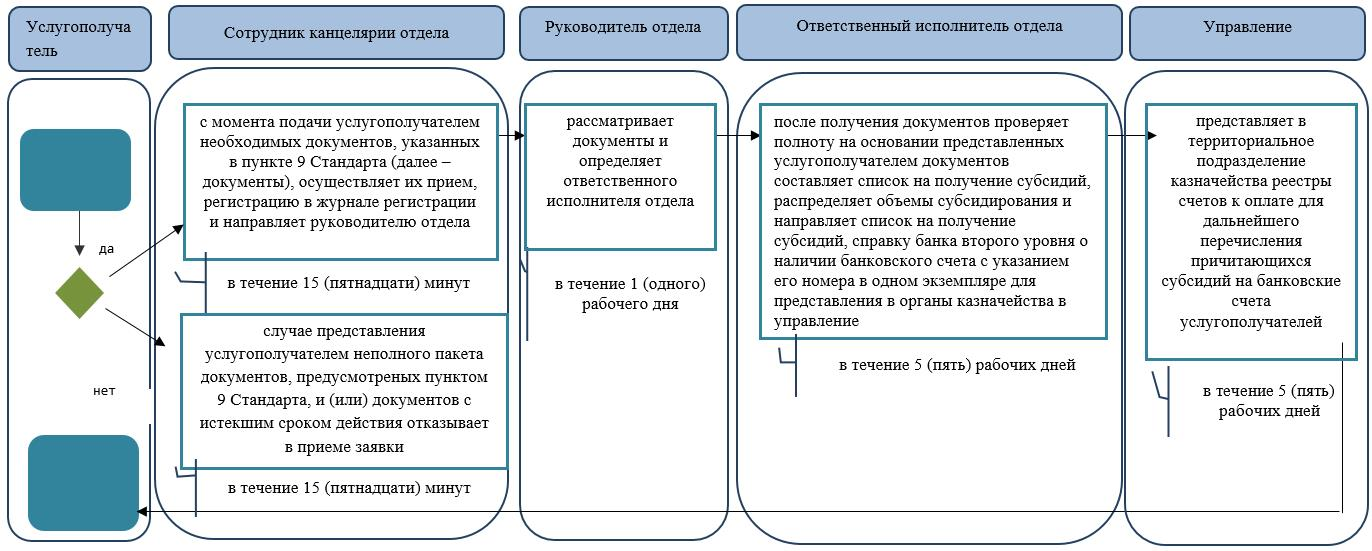 Услугополуча
тель
Сотрудник канцелярии отдела
Руководитель отдела
Ответственный исполнитель отдела
Управление
да
нет
с момента подачи услугополучателем
необходимых документов, указанных
в пункте 9 Стандарта (далее –
документы), осуществляет их прием,
регистрацию в журнале регистрации
и направляет руководителю отдела
в течение 15 (пятнадцати) минут
случае представления
услугополучателем неполного пакета
документов, предусмотреных пунктом
9 Стандарта, и (или) документов с
истекшим сроком действия отказывает
в приеме заявки
в течение 15 (пятнадцати) минут
рассматривает
документы и
определяет
ответственного
исполнителя отдела
в течение 1 (одного)
рабочего дня
после получения документов проверяет
полноту на основании представленных
услугополучателем документов
составляет список на получение субсидий,
распределяет объемы субсидирования и
направляет список на получение
субсидий, справку банка второго уровня о
наличии банковского счета с указанием
его номера в одном экземпляре для
представления в органы казначейства в
управление
в течение 5 (пять) рабочих дней
представляет в
территориальное
подразделение
казначейства реестры
счетов к оплате для
дальнейшего
перечисления
причитающихся
субсидий на банковские
счета
услугополучателей
в течение 5 (пять)
рабочих дней